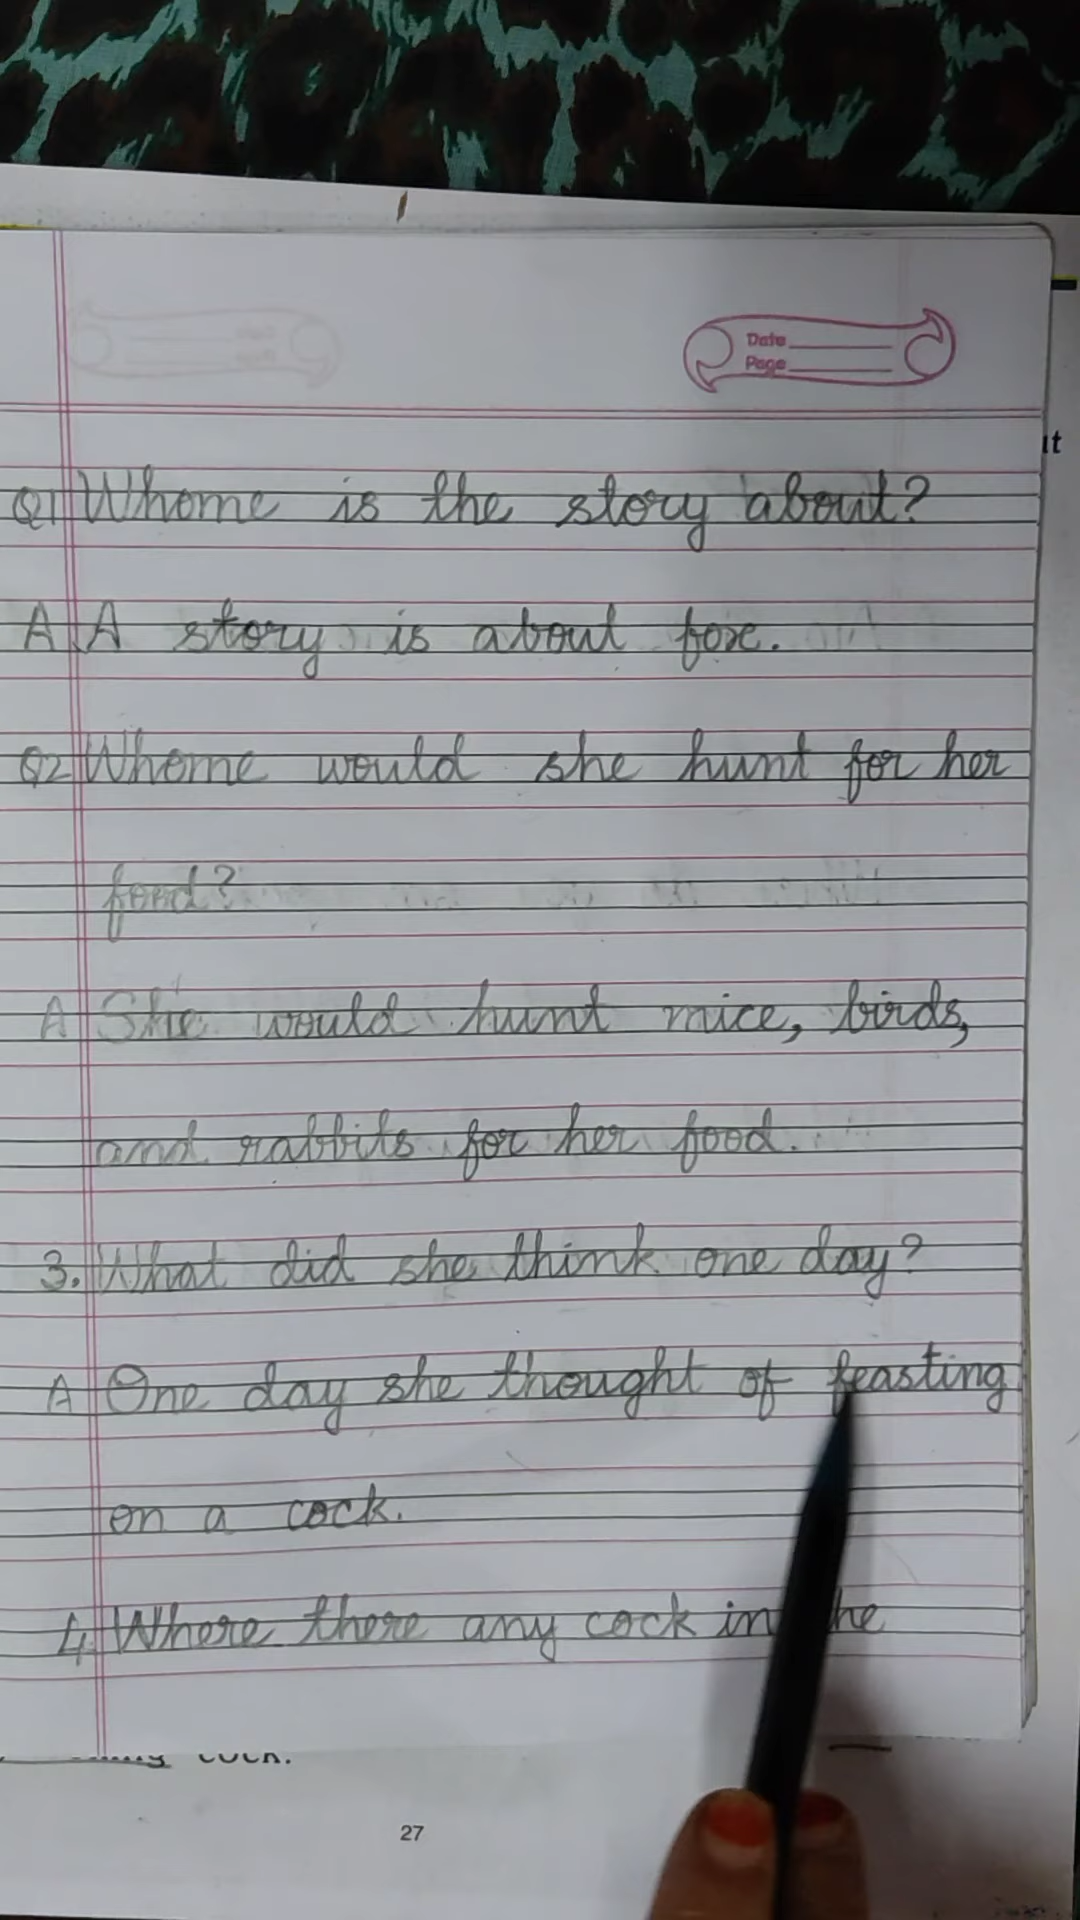 Date
Page
Q1 Whome is the story about?
A A story is about foxe.
Q2 Whome would she hunt for her
food?
A She would hunt mice, birds,
and rabbits for her food.
3. What did she think one day?
A One day she thought of feasting
on a cock.
4. Where there any cock in he
cock.
27